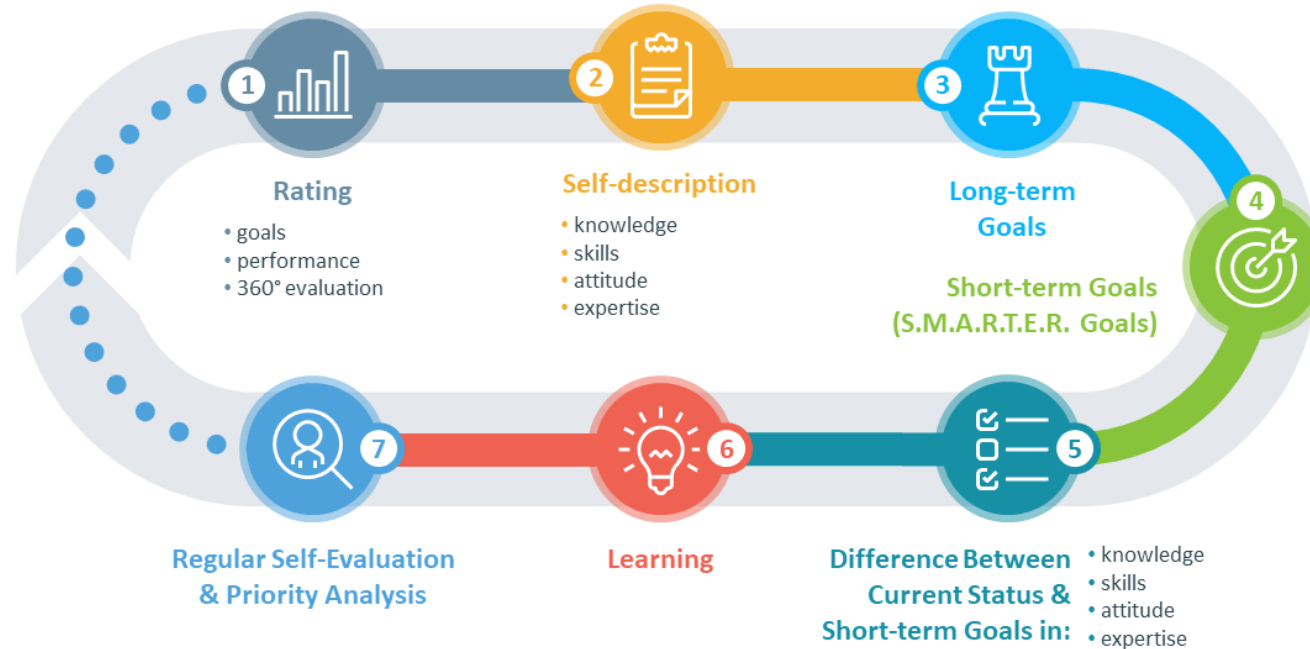 1
Rating
• goals
• performance
• 360° evaluation
2
Self-description
• knowledge
• skills
• attitude
• expertise
3
Long-term
Goals
4
Short-term Goals
(S.M.A.R.T.E.R. Goals)
5
Difference Between
Current Status &
Short-term Goals in:
• knowledge
• skills
• attitude
• expertise
6
Learning
7
Regular Self-Evaluation
& Priority Analysis